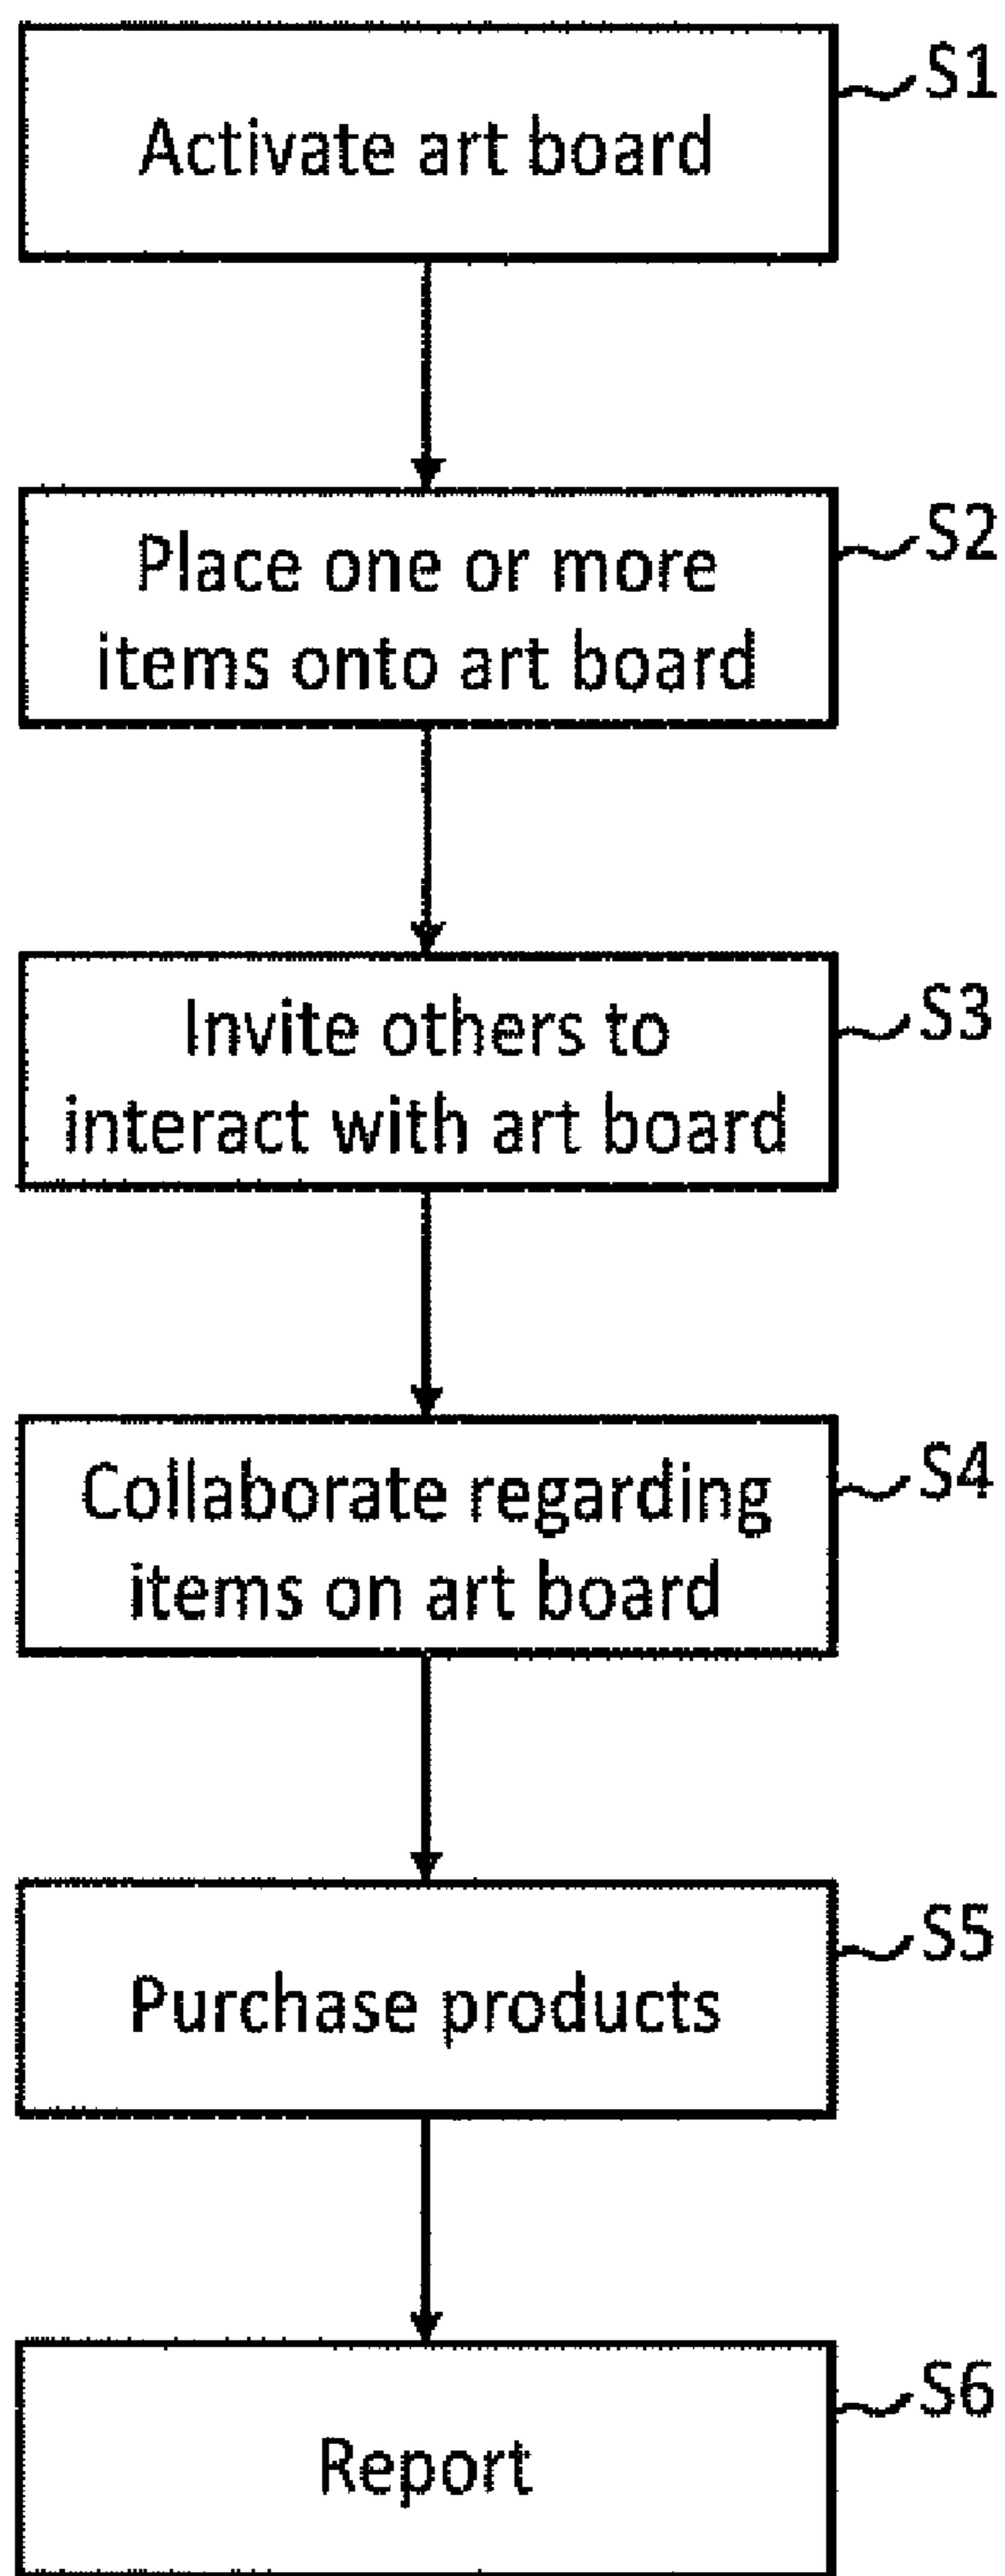 Activate art board
S1
Place one or more
items onto art board
S2
Invite others to
interact with art board
S3
Collaborate regarding
items on art board
S4
Purchase products
S5
Report
S6